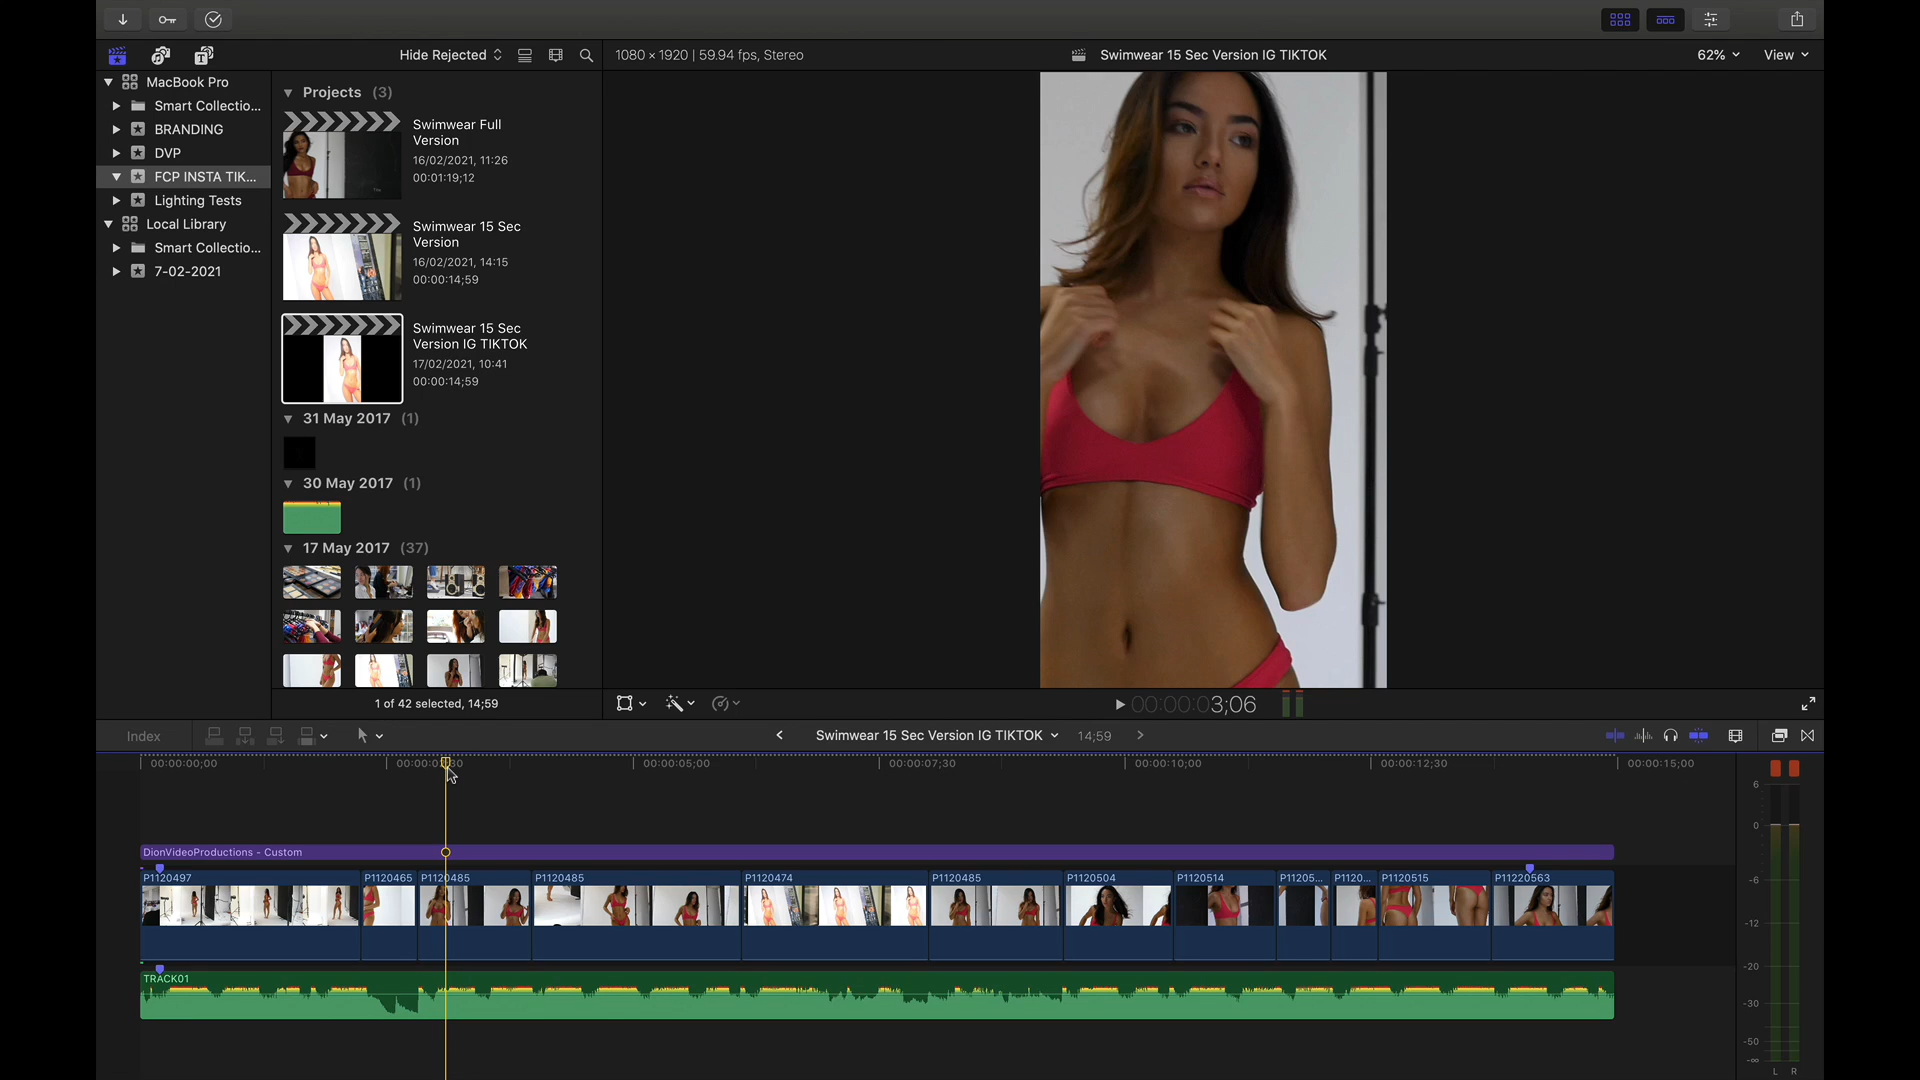 Hide Rejected
1080 × 1920 | 59.94 fps, Stereo
Swimwear 15 Sec Version IG TIKTOK
62%
View
MacBook Pro
Smart Collectio...
BRANDING
DVP
FCP INSTA TIK...
Lighting Tests
Local Library
Smart Collectio...
7-02-2021
Projects (3)
Swimwear Full
Version
16/02/2021, 11:26
00:01:19;12
Swimwear 15 Sec
Version
16/02/2021, 14:15
00:00:14;59
Swimwear 15 Sec
Version IG TIKTOK
17/02/2021, 10:41
00:00:14;59
31 May 2017 (1)
30 May 2017 (1)
17 May 2017 (37)
1 of 42 selected, 14;59
00:00:03;06
Index
Swimwear 15 Sec Version IG TIKTOK
14;59
00:00:00;00
00:00:02;30
00:00:05;00
00:00:07;30
00:00:10;00
00:00:12;30
00:00:15;00
DionVideoProductions - Custom
P1120497
P1120465
P1120485
P1120485
P1120474
P1120485
P1120504
P1120514
P11205...
P1120...
P1120515
P11220563
TRACK01
6
0
-6
-12
-20
-30
-50
-∞
L R